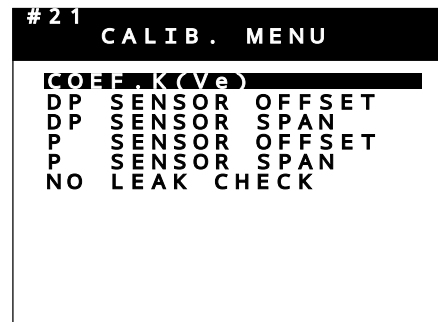 #21
CALIB. MENU
COEF.K(Ve)
DP SENSOR OFFSET
DP SENSOR SPAN
P SENSOR OFFSET
P SENSOR SPAN
NO LEAK CHECK